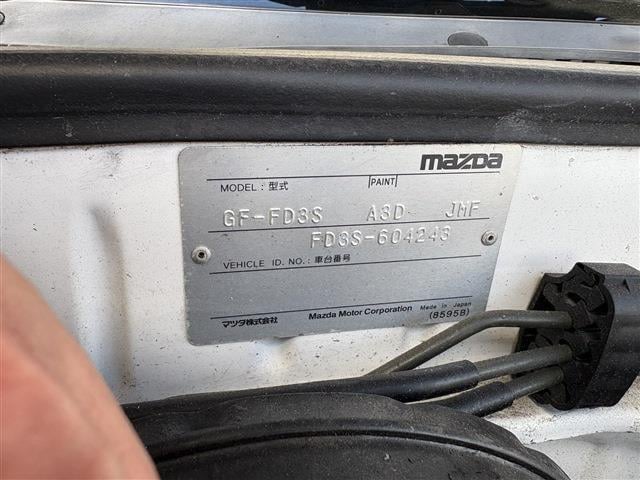 mazda
MODEL : 型式 PAINT
GF-FD3S A3D JMF
FD3S-604243
VEHICLE ID. NO. : 車台番号
マツダ株式会社 Mazda Motor Corporation Made in Japan
(8595B)